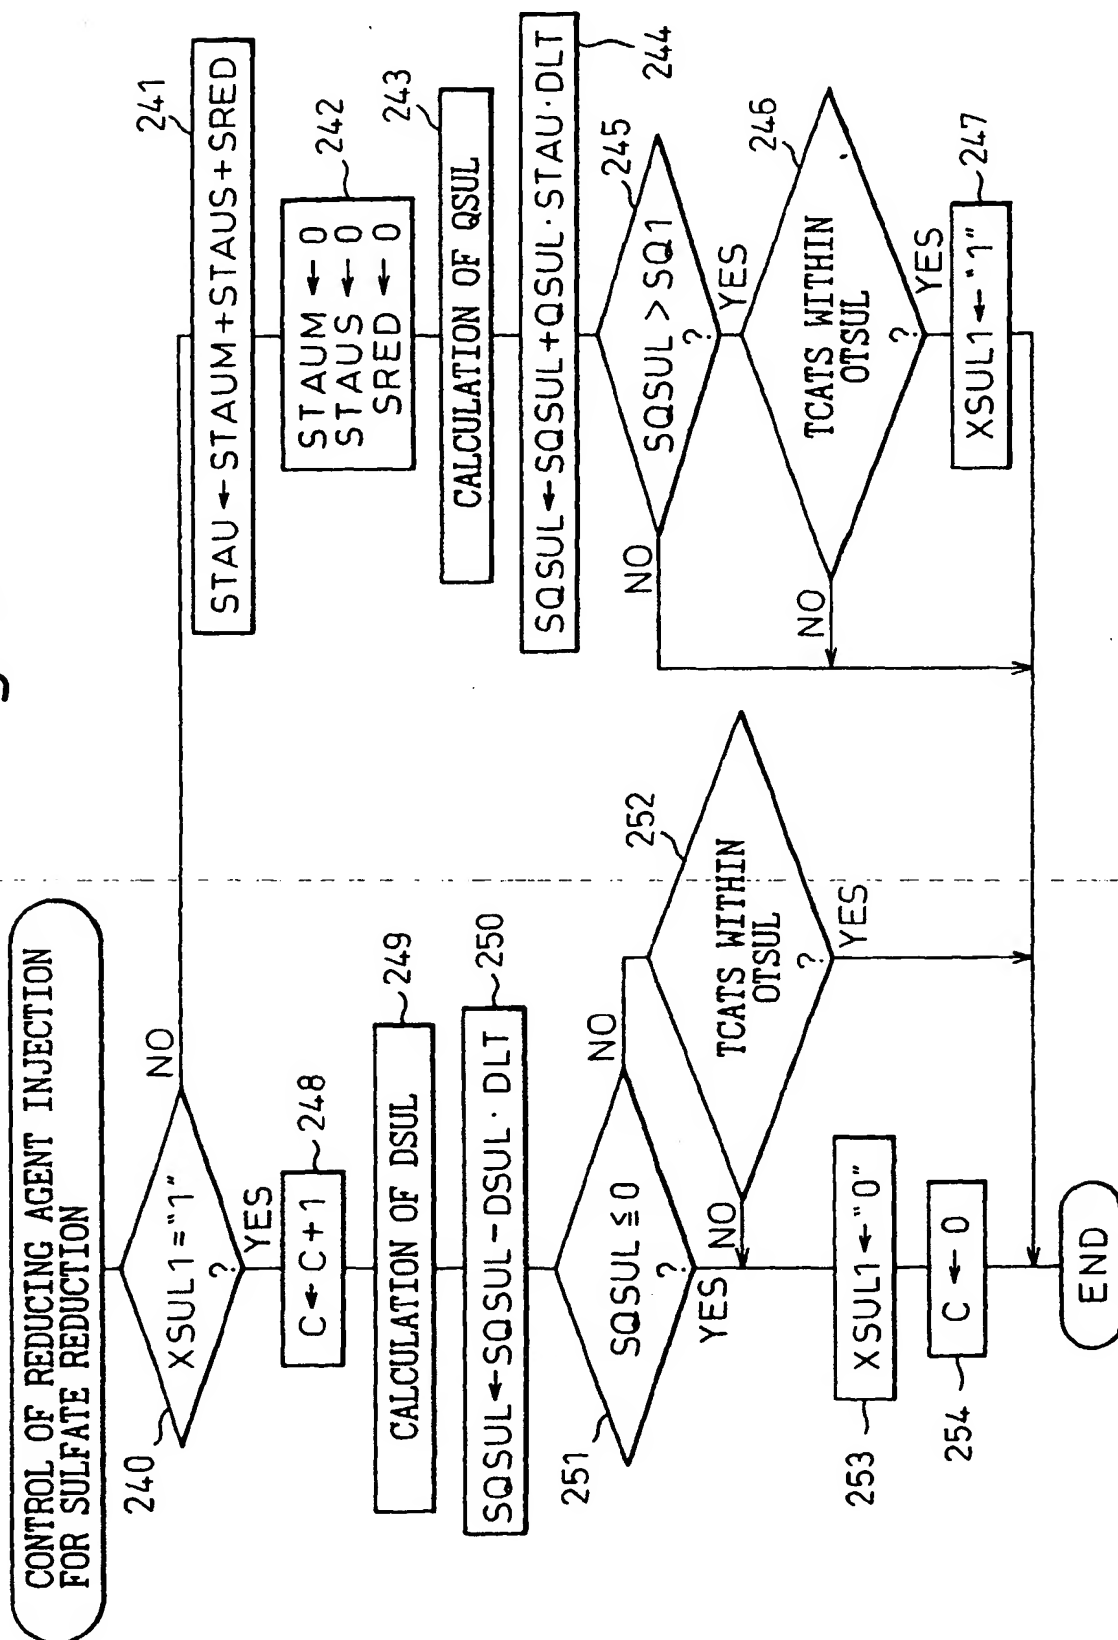 CONTROL OF REDUCING AGENT INJECTION
FOR SULFATE REDUCTION
240
XSUL1="1"
?
NO
YES
C←C+1
248
CALCULATION OF DSUL
249
SQSUL←SQSUL-DSUL·DLT
250
251
SQSUL≦0
?
NO
YES
252
TCATS WITHIN
OTSUL
?
NO
YES
253
XSUL1←"0"
254
C←0
END
241
STAU←STAUM+STAUS+SRED
242
STAUM←0
STAUS←0
SRED←0
243
CALCULATION OF QSUL
SQSUL←SQSUL+QSUL·STAU·DLT
244
245
SQSUL>SQ1
?
NO
YES
246
TCATS WITHIN
OTSUL
?
NO
YES
XSUL1←"1"
247